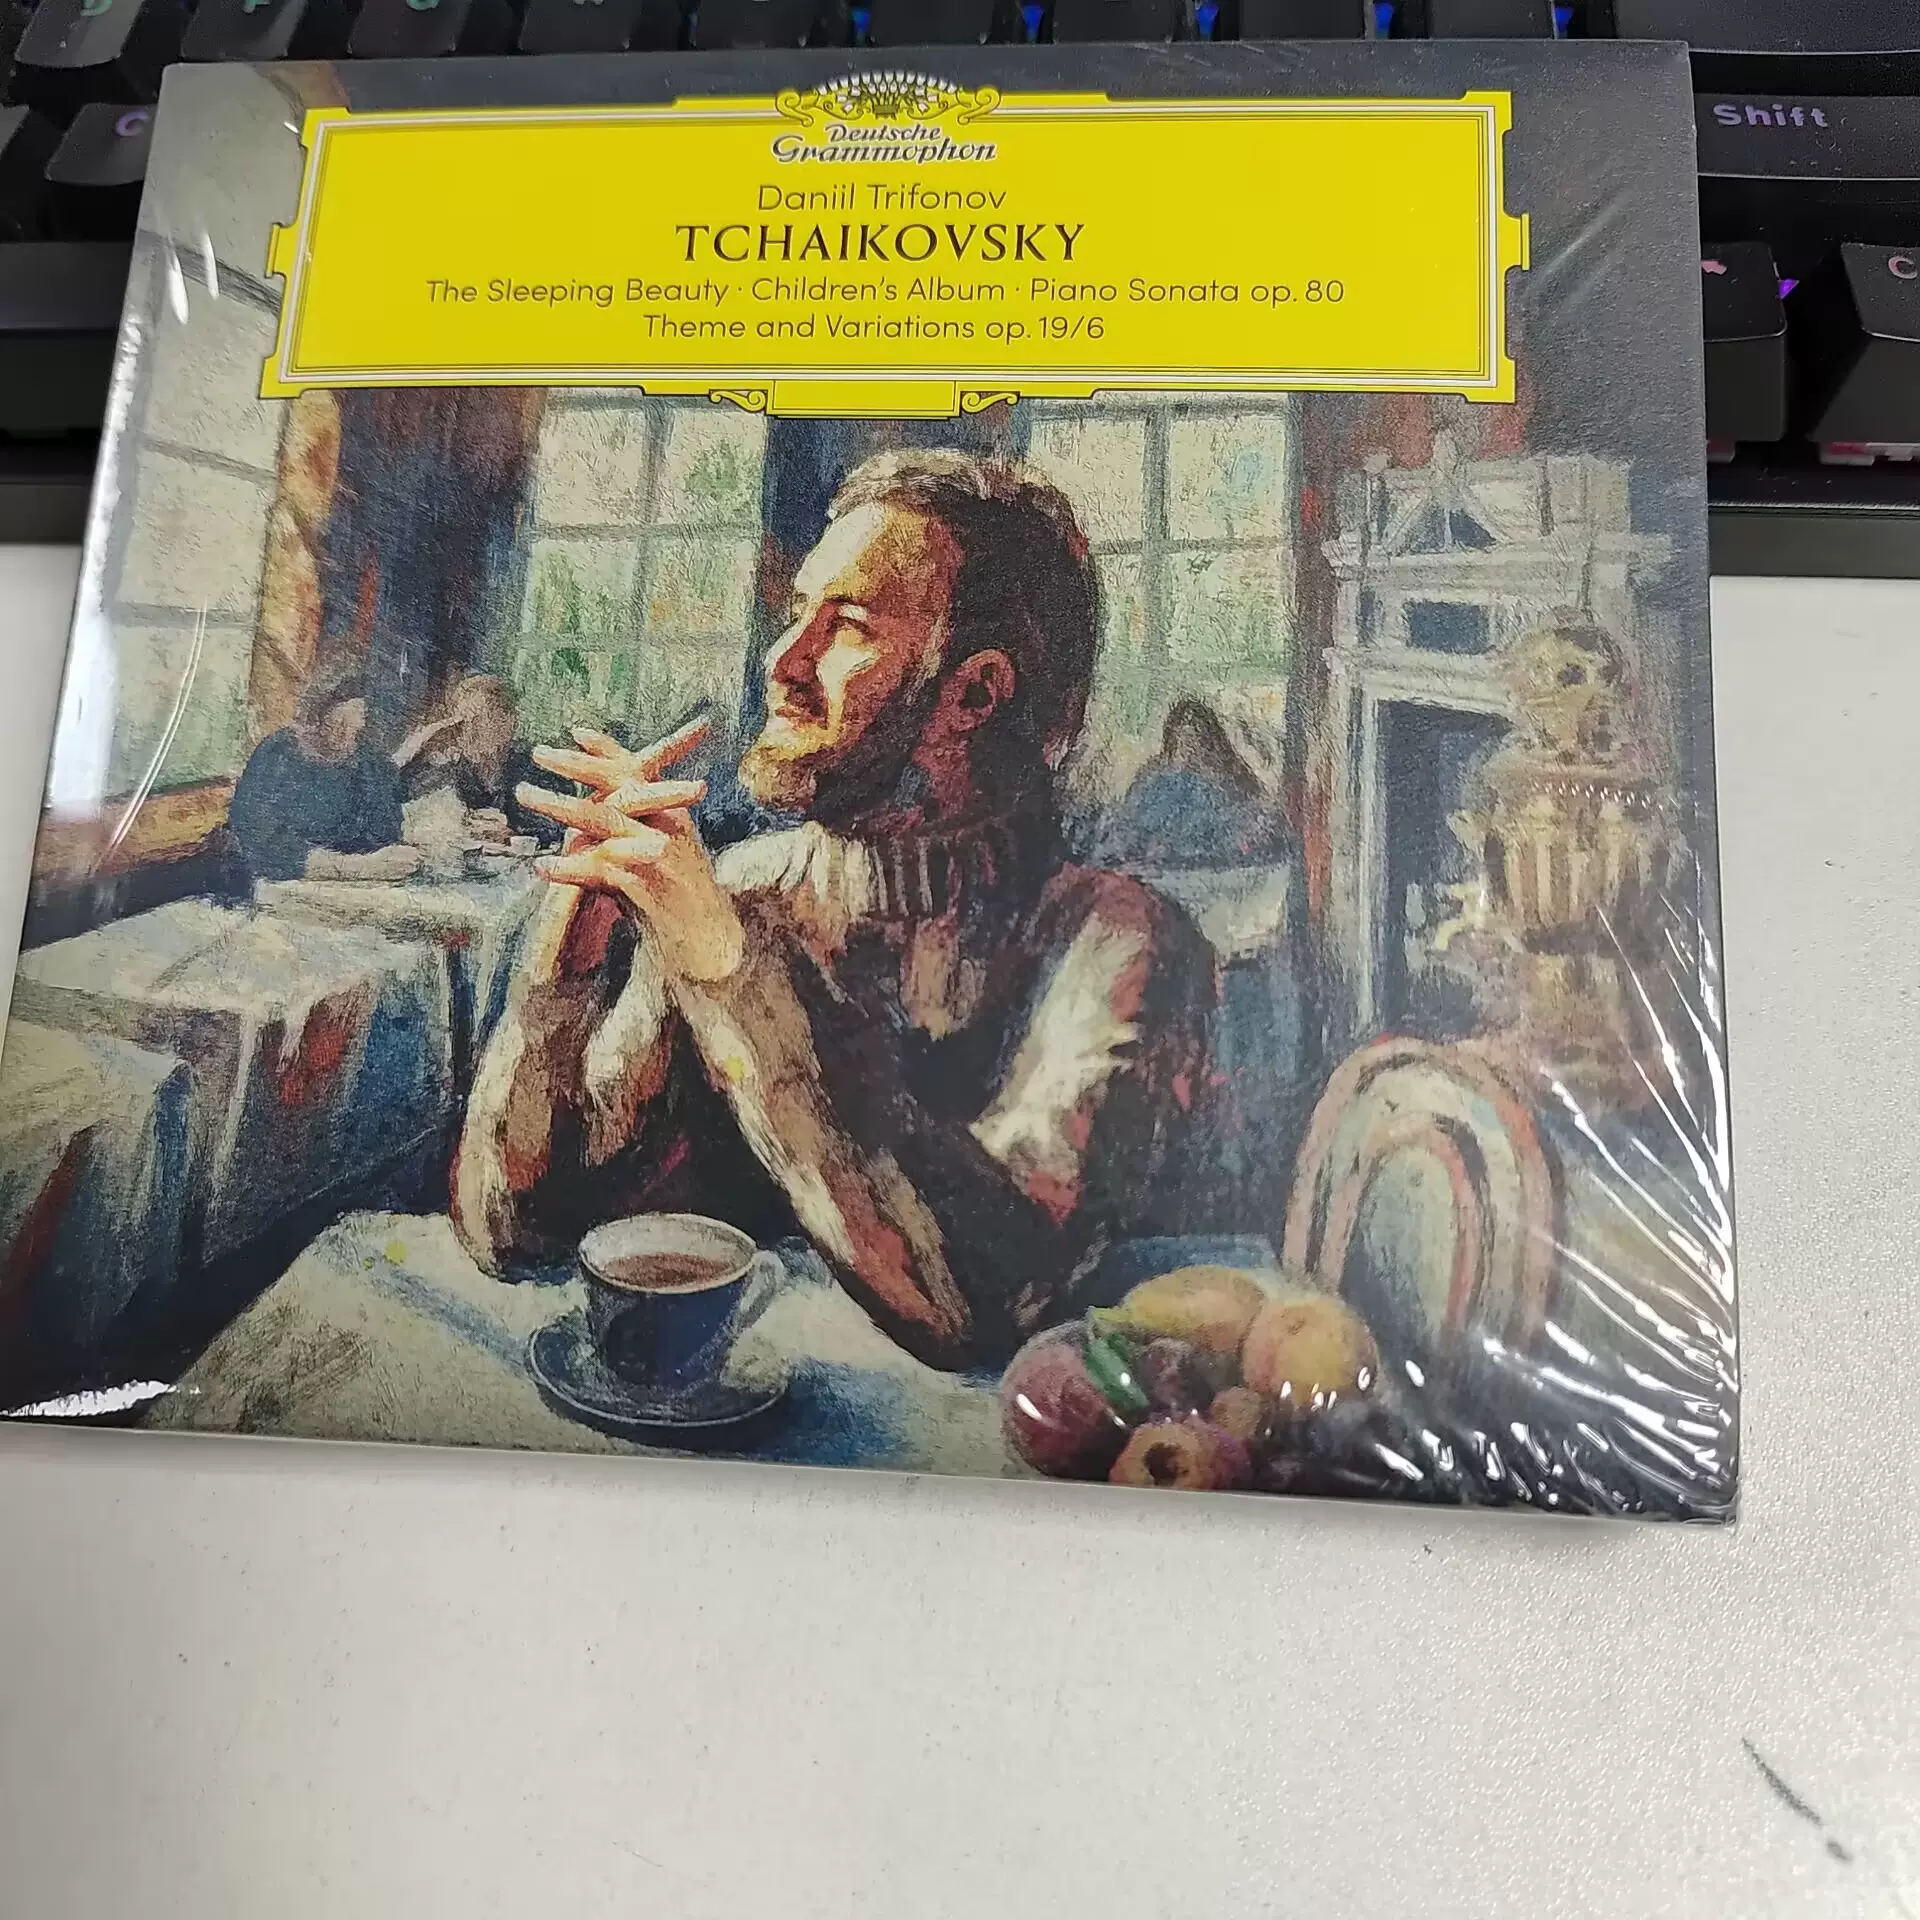 Shift
C
C
Deutsche
Grammophon
Daniil Trifonov
TCHAIKOVSKY
The Sleeping Beauty · Children's Album · Piano Sonata op. 80
Theme and Variations op. 19/6